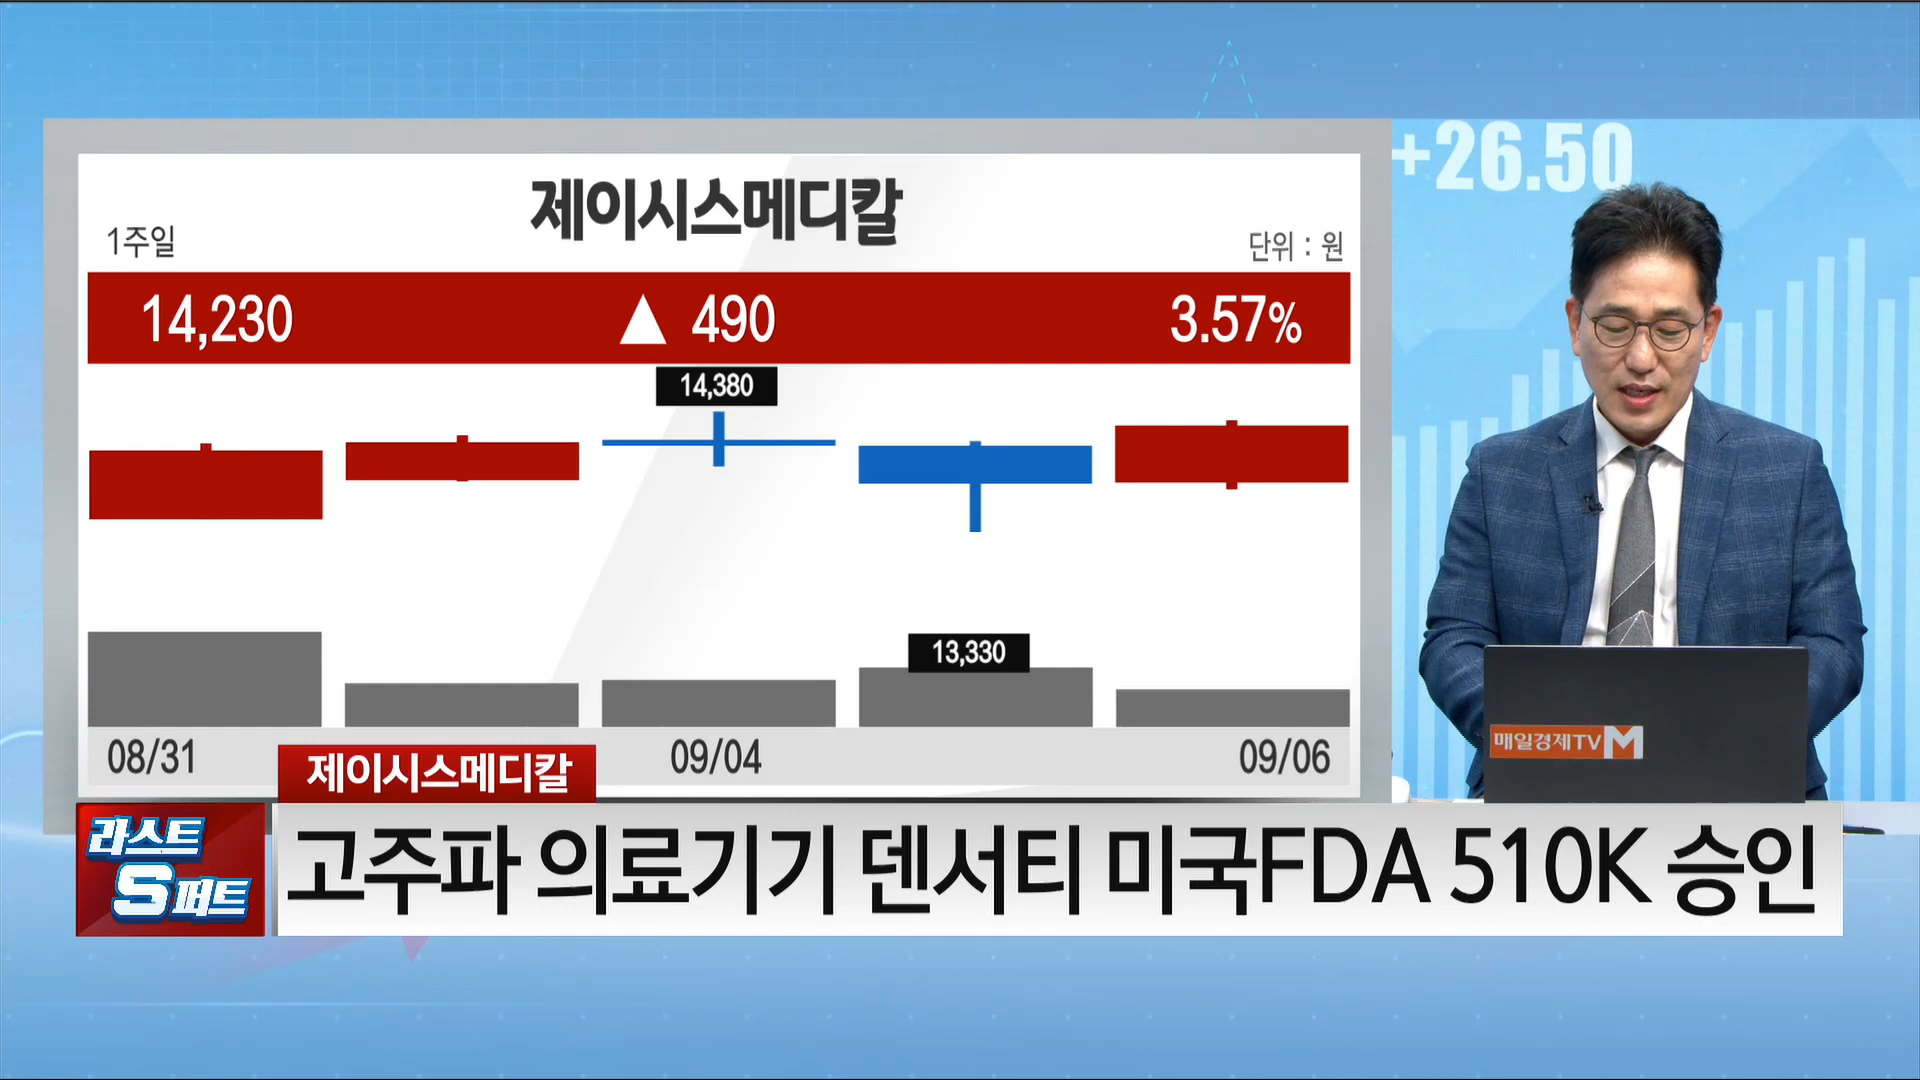 +26.50
제이시스메디칼
1주일
단위 : 원
14,230 ▲ 490 3.57%
14,380
13,330
08/31 09/04 09/06
제이시스메디칼
매일경제TV M
라스트
S퍼트
고주파 의료기기 덴서티 미국FDA 510K 승인